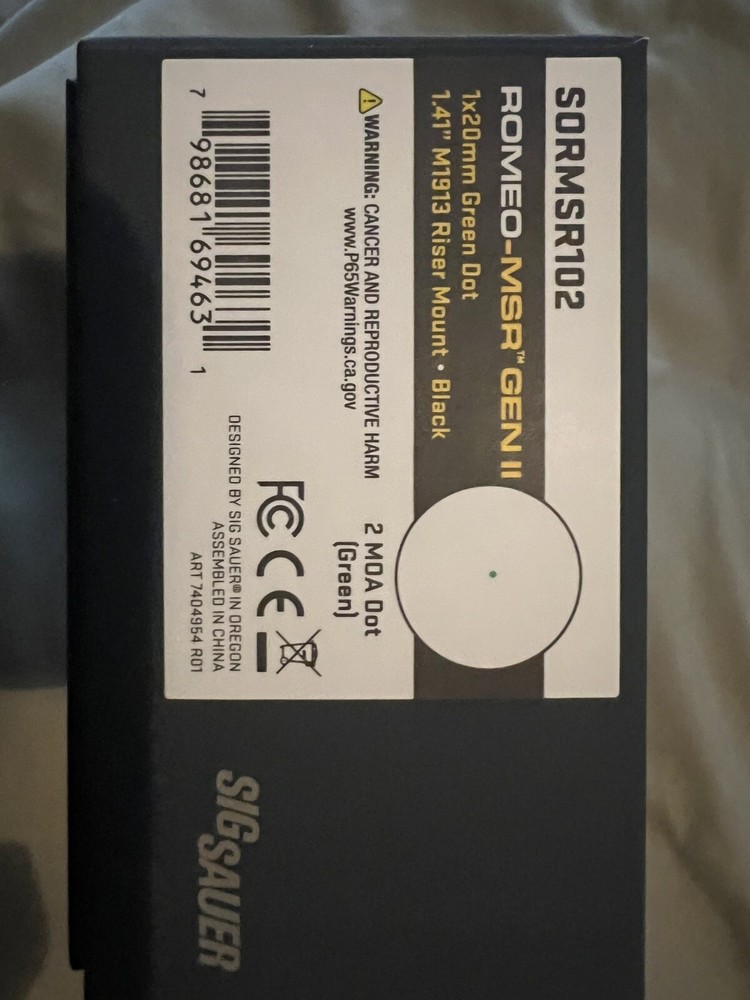 SORMSR102
ROMEO-MSR™ GEN II
1x20mm Green Dot
1.41" M1913 Riser Mount • Black
⚠WARNING: CANCER AND REPRODUCTIVE HARM
www.P65Warnings.ca.gov
2 MOA Dot
(Green)
7 98681 69463 1
FC CE
DESIGNED BY SIG SAUER® IN OREGON
ASSEMBLED IN CHINA
ART 7404954 R01
SIG SAUER